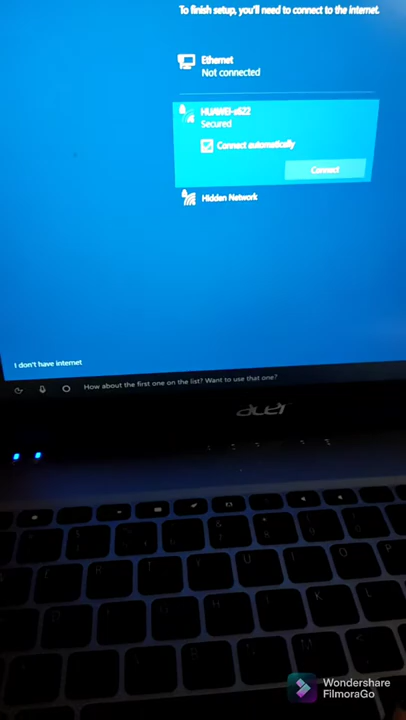 To finish setup, you'll need to connect to the internet.
Ethernet
Not connected
HUAWEI-a622
Secured
Connect automatically
Connect
Hidden Network
I don't have internet
How about the first one on the list? Want to use that one?
acer
R
T
U
I
O
P
H
K
L
Wondershare
FilmoraGo